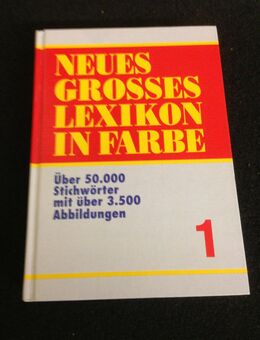 NEUES
GROSSES
LEXIKON
IN FARBE
Über 50.000
Stichwörter
mit über 3.500
Abbildungen
1